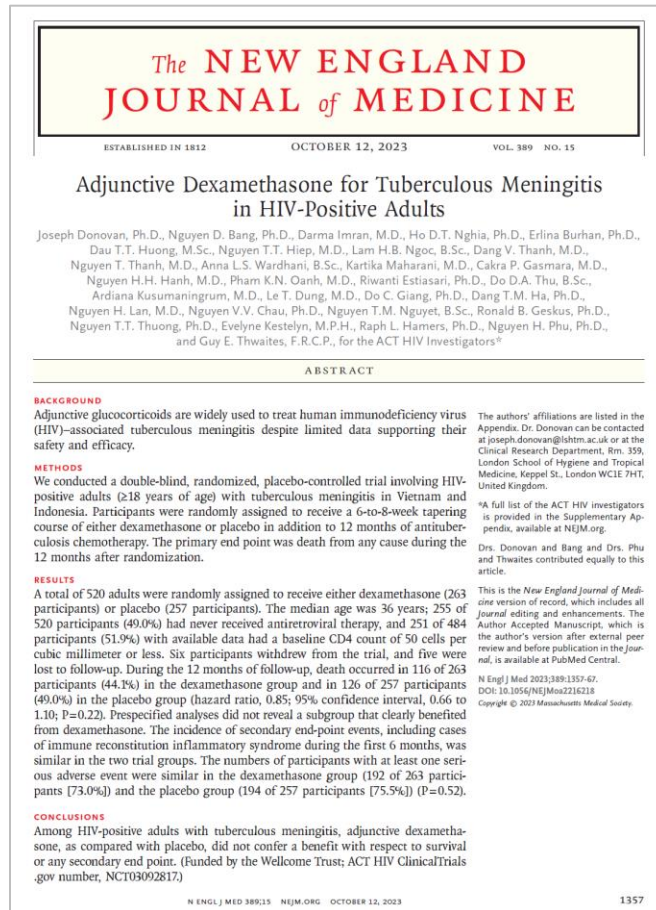 The NEW ENGLAND
JOURNAL of MEDICINE
ESTABLISHED IN 1812 OCTOBER 12, 2023 VOL. 389 NO. 15
Adjunctive Dexamethasone for Tuberculous Meningitis
in HIV-Positive Adults
Joseph Donovan, Ph.D., Nguyen D. Bang, Ph.D., Darma Imran, M.D., Ho D.T. Nghia, Ph.D., Erlina Burhan, Ph.D.,
Dau T.T. Huong, M.Sc., Nguyen T.T. Hiep, M.D., Lam H.B. Ngoc, B.Sc., Dang V. Thanh, M.D.,
Nguyen T. Thanh, M.D., Anna L.S. Wardhani, B.Sc., Kartika Maharani, M.D., Cakra P. Gasmara, M.D.,
Nguyen H.H. Hanh, M.D., Pham K.N. Oanh, M.D., Riwanti Estiasari, Ph.D., Do D.A. Thu, B.Sc.,
Ardiana Kusumaningrum, M.D., Le T. Dung, M.D., Do C. Giang, Ph.D., Dang T.M. Ha, Ph.D.,
Nguyen H. Lan, M.D., Nguyen V.V. Chau, Ph.D., Nguyen T.M. Nguyet, B.Sc., Ronald B. Geskus, Ph.D.,
Nguyen T.T. Thuong, Ph.D., Evelyne Kestelyn, M.P.H., Raph L. Hamers, Ph.D., Nguyen H. Phu, Ph.D.,
and Guy E. Thwaites, F.R.C.P., for the ACT HIV Investigators*
ABSTRACT
BACKGROUND
Adjunctive glucocorticoids are widely used to treat human immunodeficiency virus
(HIV)–associated tuberculous meningitis despite limited data supporting their
safety and efficacy.
METHODS
We conducted a double-blind, randomized, placebo-controlled trial involving HIV-
positive adults (≥18 years of age) with tuberculous meningitis in Vietnam and
Indonesia. Participants were randomly assigned to receive a 6-to-8-week tapering
course of either dexamethasone or placebo in addition to 12 months of antituber-
culosis chemotherapy. The primary end point was death from any cause during the
12 months after randomization.
RESULTS
A total of 520 adults were randomly assigned to receive either dexamethasone (263
participants) or placebo (257 participants). The median age was 36 years; 255 of
520 participants (49.0%) had never received antiretroviral therapy, and 251 of 484
participants (51.9%) with available data had a baseline CD4 count of 50 cells per
cubic millimeter or less. Six participants withdrew from the trial, and five were
lost to follow-up. During the 12 months of follow-up, death occurred in 116 of 263
participants (44.1%) in the dexamethasone group and in 126 of 257 participants
(49.0%) in the placebo group (hazard ratio, 0.85; 95% confidence interval, 0.66 to
1.10; P=0.22). Prespecified analyses did not reveal a subgroup that clearly benefited
from dexamethasone. The incidence of secondary end-point events, including cases
of immune reconstitution inflammatory syndrome during the first 6 months, was
similar in the two trial groups. The numbers of participants with at least one seri-
ous adverse event were similar in the dexamethasone group (192 of 263 partici-
pants [73.0%]) and the placebo group (194 of 257 participants [75.5%]) (P=0.52).
CONCLUSIONS
Among HIV-positive adults with tuberculous meningitis, adjunctive dexametha-
sone, as compared with placebo, did not confer a benefit with respect to survival
or any secondary end point. (Funded by the Wellcome Trust; ACT HIV ClinicalTrials
.gov number, NCT03092817.)
The authors' affiliations are listed in the
Appendix. Dr. Donovan can be contacted
at joseph.donovan@lshtm.ac.uk or at the
Clinical Research Department, Rm. 359,
London School of Hygiene and Tropical
Medicine, Keppel St., London WC1E 7HT,
United Kingdom.
*A full list of the ACT HIV investigators
is provided in the Supplementary Ap-
pendix, available at NEJM.org.
Drs. Donovan and Bang and Drs. Phu
and Thwaites contributed equally to this
article.
This is the New England Journal of Medi-
cine version of record, which includes all
Journal editing and enhancements. The
Author Accepted Manuscript, which is
the author's version after external peer
review and before publication in the Jour-
nal, is available at PubMed Central.
N Engl J Med 2023;389:1357-67.
DOI: 10.1056/NEJMoa2216218
Copyright © 2023 Massachusetts Medical Society.
N ENGL J MED 389;15 NEJM.ORG OCTOBER 12, 2023 1357